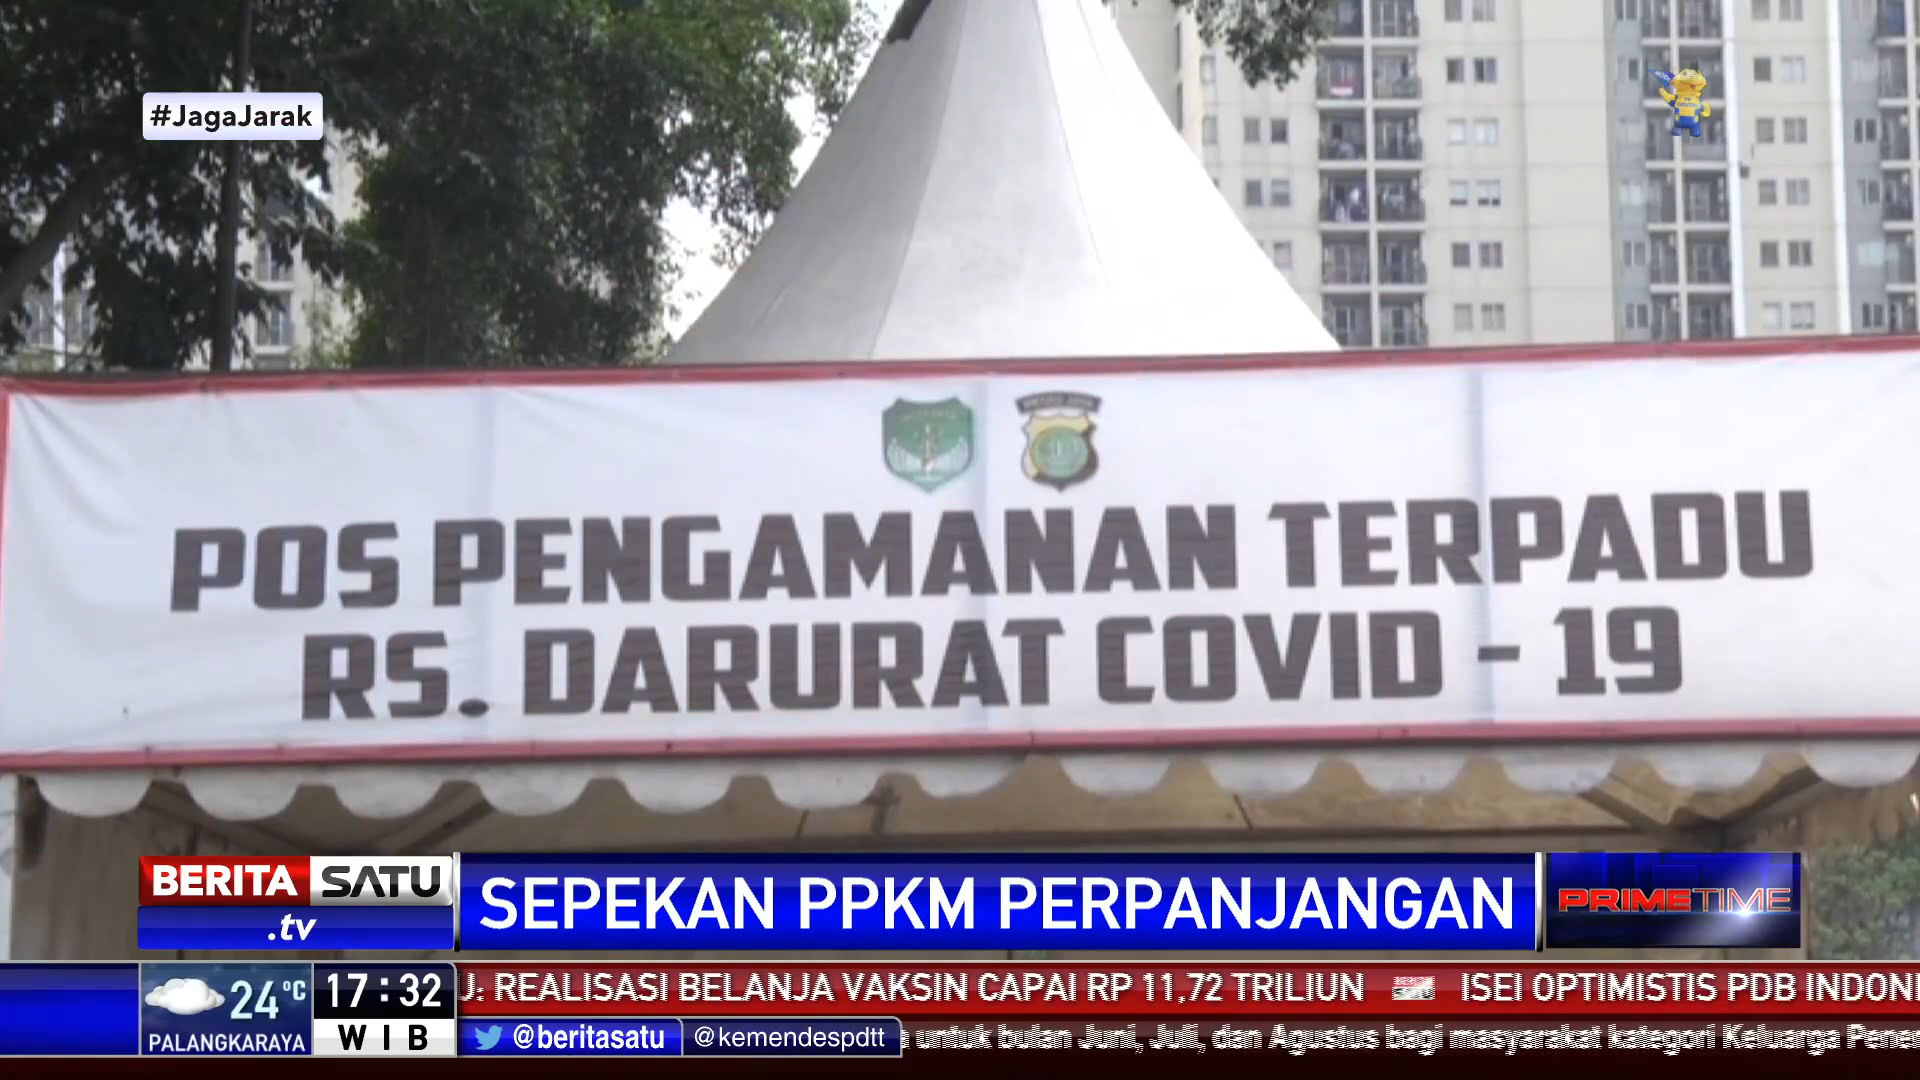 #JagaJarak
POS PENGAMANAN TERPADU
RS. DARURAT COVID - 19
BERITA SATU
.tv
SEPEKAN PPKM PERPANJANGAN
PRIMETIME
24°C
PALANGKARAYA
17:32
WIB
U: REALISASI BELANJA VAKSIN CAPAI RP 11,72 TRILIUN
ISEI OPTIMISTIS PDB INDONE
@beritasatu
@kemendespdtt
a untuk bulan Juni, Juli, dan Agustus bagi masyarakat kategori Keluarga Pene